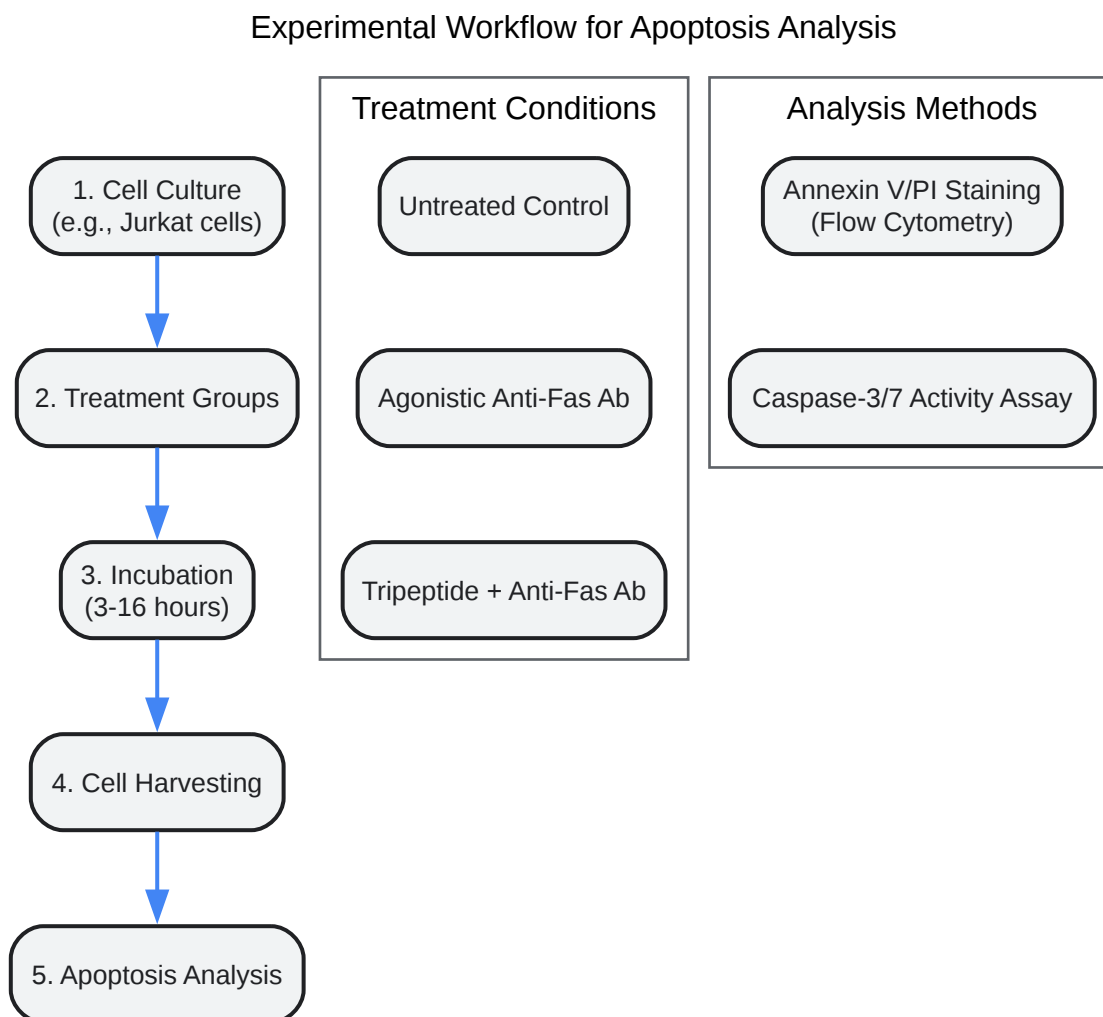 Experimental Workflow for Apoptosis Analysis
1. Cell Culture
(e.g., Jurkat cells)
2. Treatment Groups
3. Incubation
(3-16 hours)
4. Cell Harvesting
5. Apoptosis Analysis
Treatment Conditions
Untreated Control
Agonistic Anti-Fas Ab
Tripeptide + Anti-Fas Ab
Analysis Methods
Annexin V/PI Staining
(Flow Cytometry)
Caspase-3/7 Activity Assay